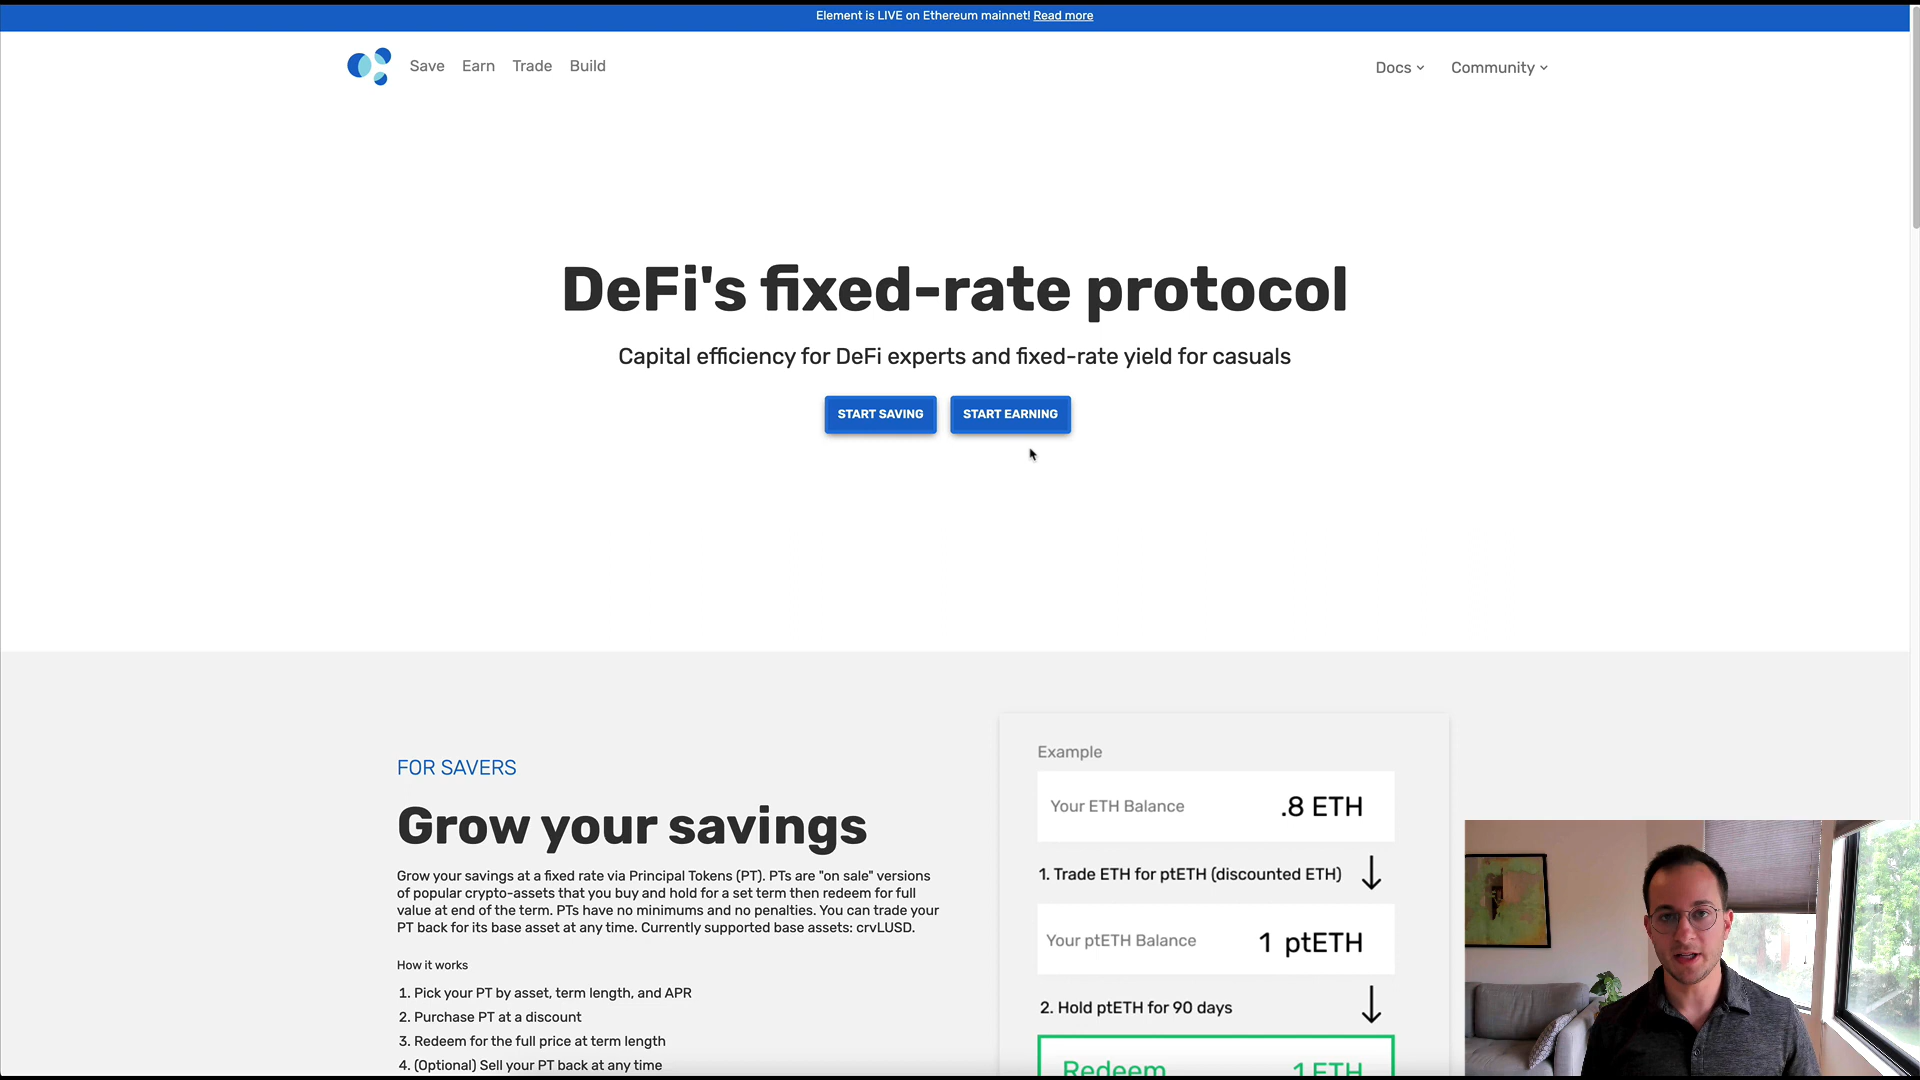 Element is LIVE on Ethereum mainnet! Read more
Save Earn Trade Build
Docs Community
DeFi's fixed-rate protocol
Capital efficiency for DeFi experts and fixed-rate yield for casuals
START SAVING START EARNING
FOR SAVERS
Grow your savings
Grow your savings at a fixed rate via Principal Tokens (PT). PTs are "on sale" versions
of popular crypto-assets that you buy and hold for a set term then redeem for full
value at end of the term. PTs have no minimums and no penalties. You can trade your
PT back for its base asset at any time. Currently supported base assets: crvLUSD.
How it works
1. Pick your PT by asset, term length, and APR
2. Purchase PT at a discount
3. Redeem for the full price at term length
4. (Optional) Sell your PT back at any time
Example
Your ETH Balance .8 ETH
1. Trade ETH for ptETH (discounted ETH)
Your ptETH Balance 1 ptETH
2. Hold ptETH for 90 days
Redeem 1 ETH